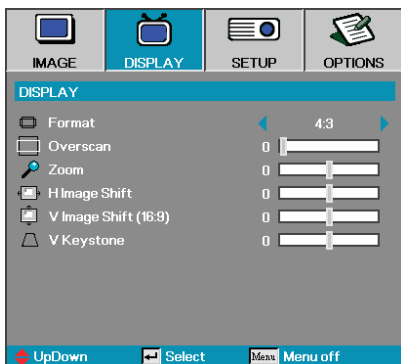 IMAGE DISPLAY SETUP OPTIONS
DISPLAY
Format 4:3
Overscan 0
Zoom 0
H Image Shift 0
V Image Shift (16:9) 0
V Keystone 0
UpDown Select Menu Menu off